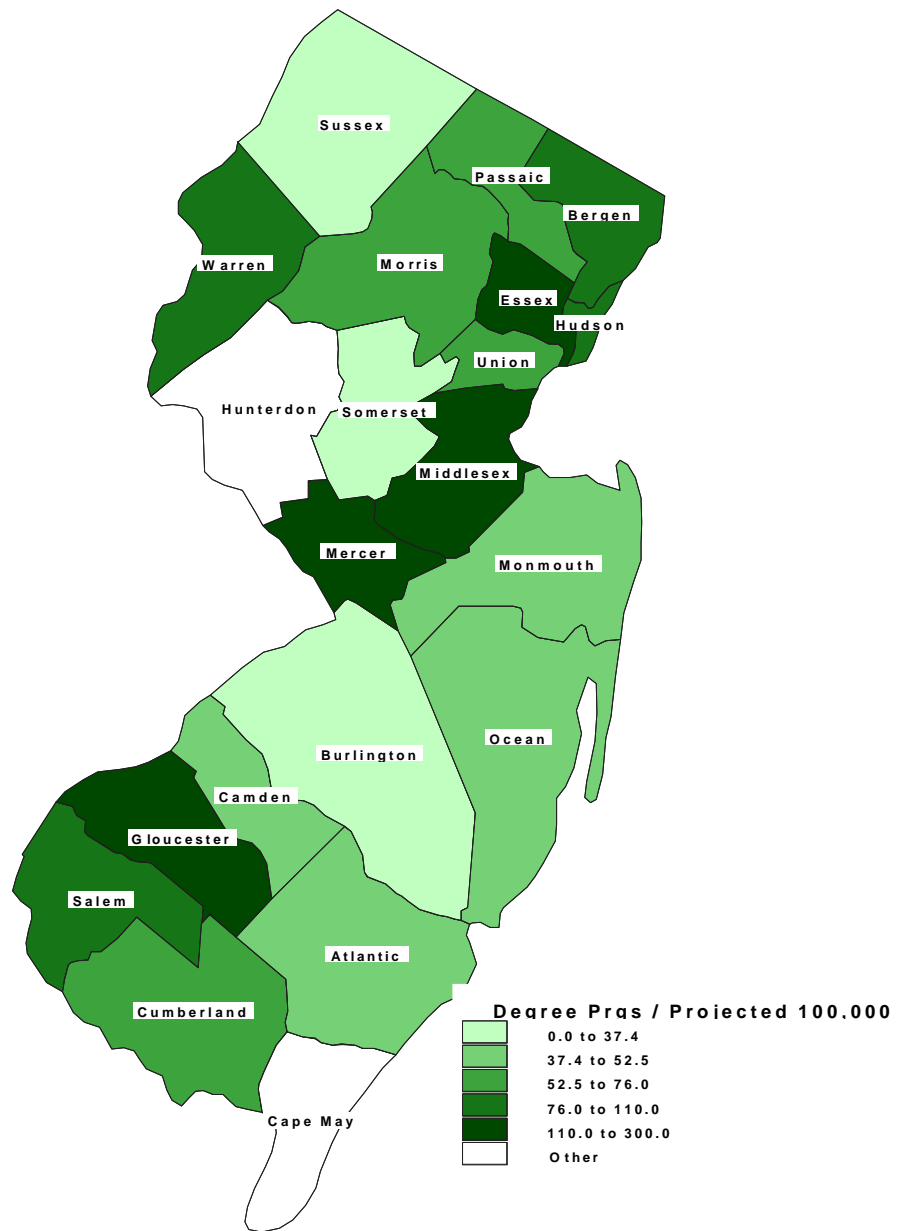 Sussex
Passaic
Bergen
Warren
Morris
Essex
Hudson
Union
Hunterdon
Somerset
Middlesex
Mercer
Monmouth
Ocean
Burlington
Camden
Gloucester
Salem
Atlantic
Cumberland
Cape May
Degree Prgs / Projected 100,000
0.0 to 37.4
37.4 to 52.5
52.5 to 76.0
76.0 to 110.0
110.0 to 300.0
Other